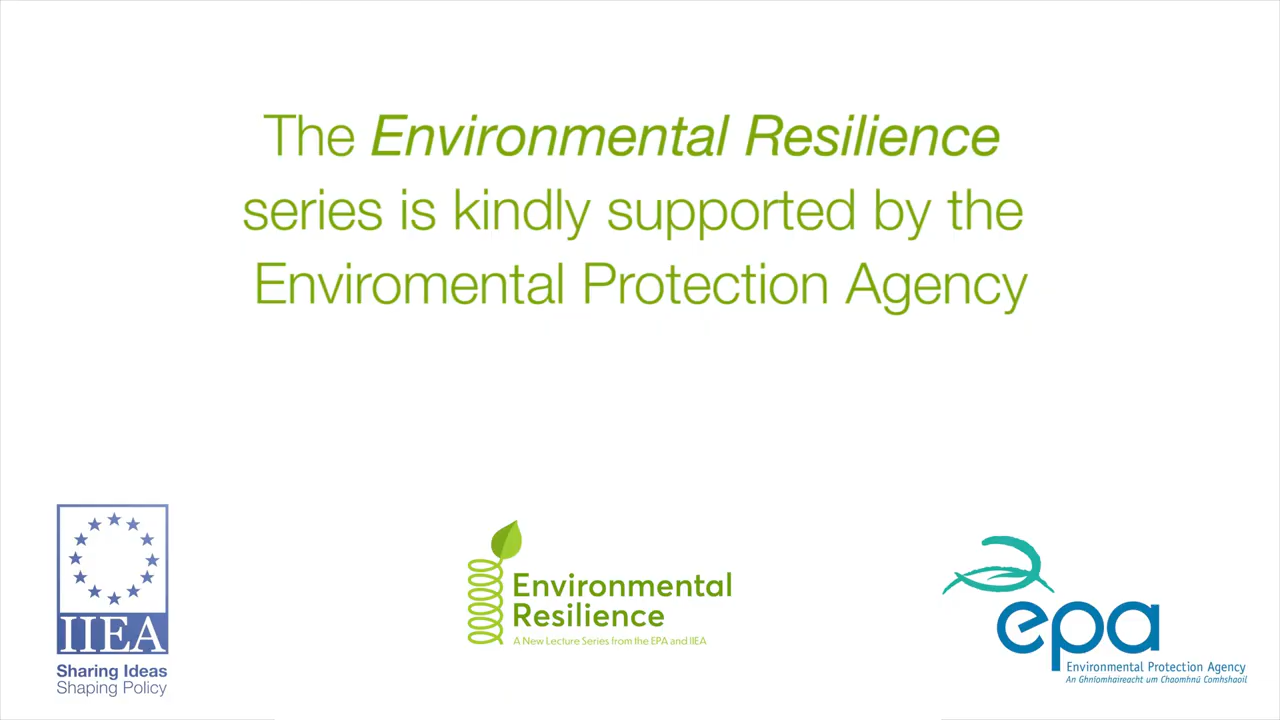 The Environmental Resilience
series is kindly supported by the
Enviromental Protection Agency
IIEA
Sharing Ideas
Shaping Policy
Environmental
Resilience
A New Lecture Series from the EPA and IIEA
epa
Environmental Protection Agency
An Ghníomhaireacht um Chaomhnú Comhshaoil